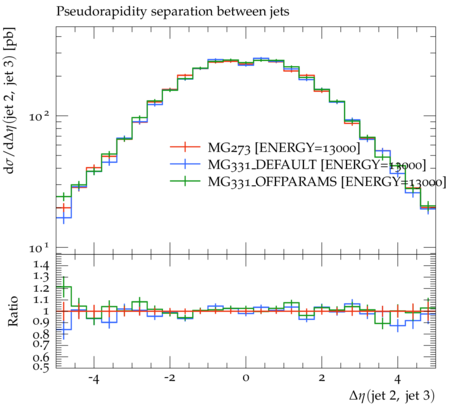 Pseudorapidity separation between jets
dσ/dΔη(jet 2, jet 3) [pb]
10²
MG273 [ENERGY=13000]
MG331_DEFAULT [ENERGY=13000]
MG331_OFFPARAMS [ENERGY=13000]
10¹
Ratio
1.4
1.3
1.2
1.1
1
0.9
0.8
0.7
0.6
0.5
-4 -2 0 2 4
Δη(jet 2, jet 3)